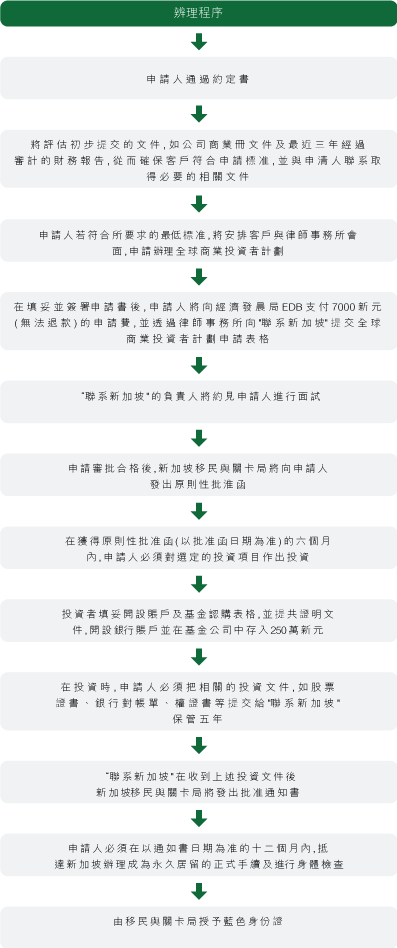 辨理程序
申請人通過約定書
將評估初步提交的文件,如公司商業冊文件及最近三年經過
審計的財務報告,從而確保客戶符合申請標准,並與申凊人聯系取
得必要的相關文件
申請人若符合所要求的最低標准,將安排客戶與律師事務所會
面,申請辦理全球商業投資者計劃
在填妥並簽署申請書後,申請人將向經濟發展局EDB支付7000新元
(無法退款)的申請費,並透過律師事務所向"聯系新加坡"提交全球
商業投資者計劃申請表格
"聯系新加坡"的負責人將約見申請人進行面試
申請審批合格後,新加坡移民與關卡局將向申請人
發出原則性批准函
在獲得原則性批准函(以批准函日期為准)的六個月
內,申請人必須對選定的投資項目作出投資
投資者填妥開設賬戶及基金認購表格,並提共證明文
件,開設銀行賬戶並在基金公司中存入250萬新元
在投資時,申請人必須把相關的投資文件,如股票
證書、銀行對帳單、權證書等提交給"聯系新加坡"
保管五年
"聯系新加坡"在收到上述投資文件後
新加坡移民與關卡局將發出批准通知書
申請人必須在以通如書日期為准的十二個月內,抵
達新加坡辦理成為永久居留的正式手續及進行身體檢查
由移民與關卡局授予藍色身份證